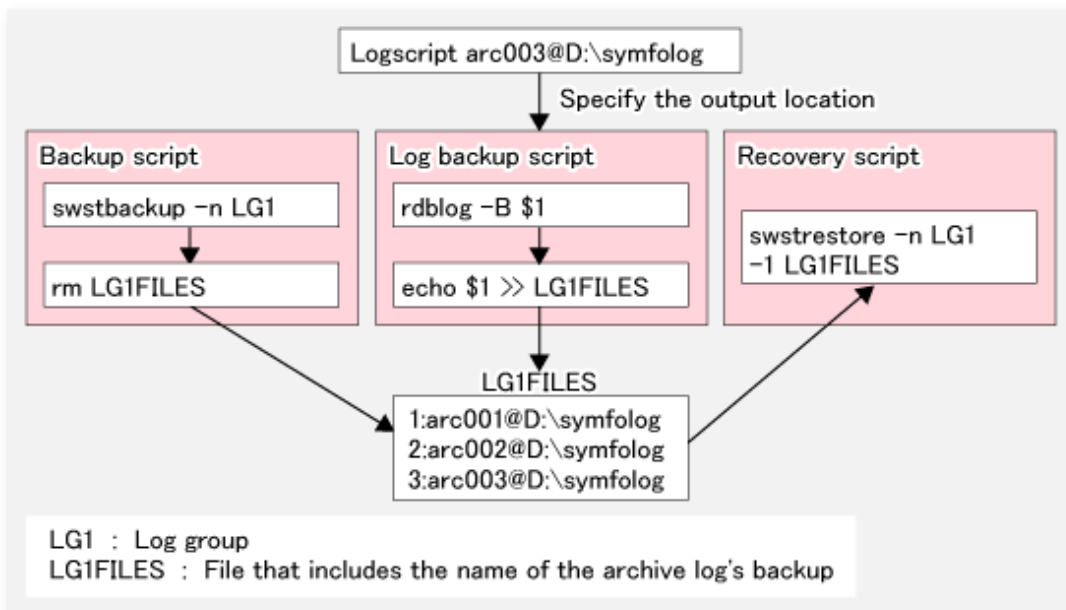 Logscript arc003@D:\symfolog
Specify the output location
Backup script
swstbackup -n LG1
rm LG1FILES
Log backup script
rdblog -B $1
echo $1 >> LG1FILES
Recovery script
swstrestore -n LG1
-1 LG1FILES
LG1FILES
1:arc001@D:\symfolog
2:arc002@D:\symfolog
3:arc003@D:\symfolog
LG1 : Log group
LG1FILES : File that includes the name of the archive log's backup